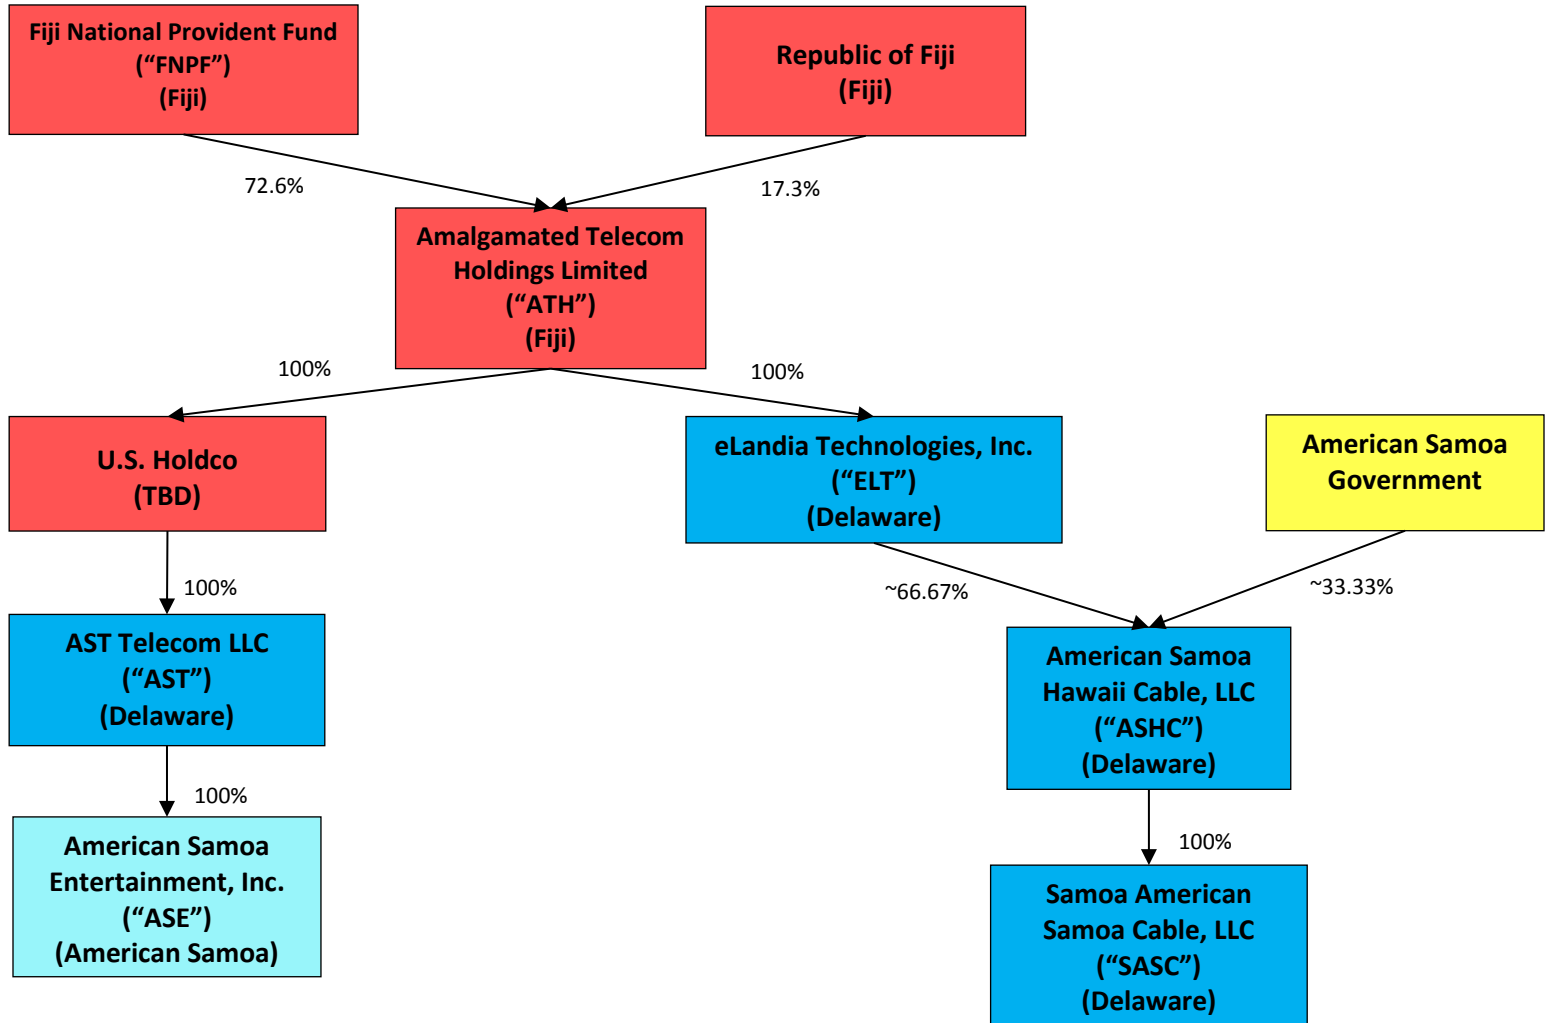 Fiji National Provident Fund
(“FNPF”)
(Fiji)
Republic of Fiji
(Fiji)
72.6%
17.3%
Amalgamated Telecom
Holdings Limited
(“ATH”)
(Fiji)
100%
100%
U.S. Holdco
(TBD)
eLandia Technologies, Inc.
(“ELT”)
(Delaware)
American Samoa
Government
100%
~66.67%
~33.33%
AST Telecom LLC
(“AST”)
(Delaware)
American Samoa
Hawaii Cable, LLC
(“ASHC”)
(Delaware)
100%
100%
American Samoa
Entertainment, Inc.
(“ASE”)
(American Samoa)
Samoa American
Samoa Cable, LLC
(“SASC”)
(Delaware)